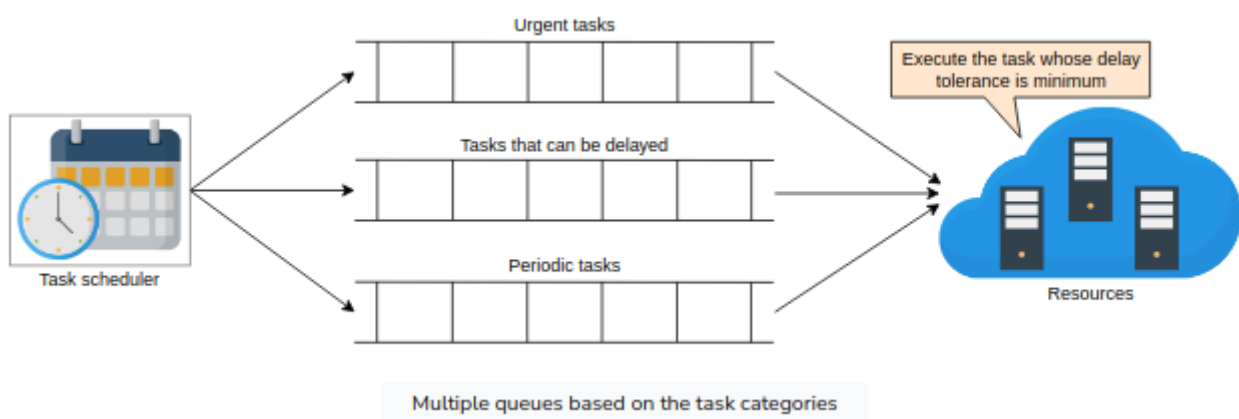 Urgent tasks
Execute the task whose delay
tolerance is minimum
Tasks that can be delayed
Task scheduler
Periodic tasks
Resources
Multiple queues based on the task categories